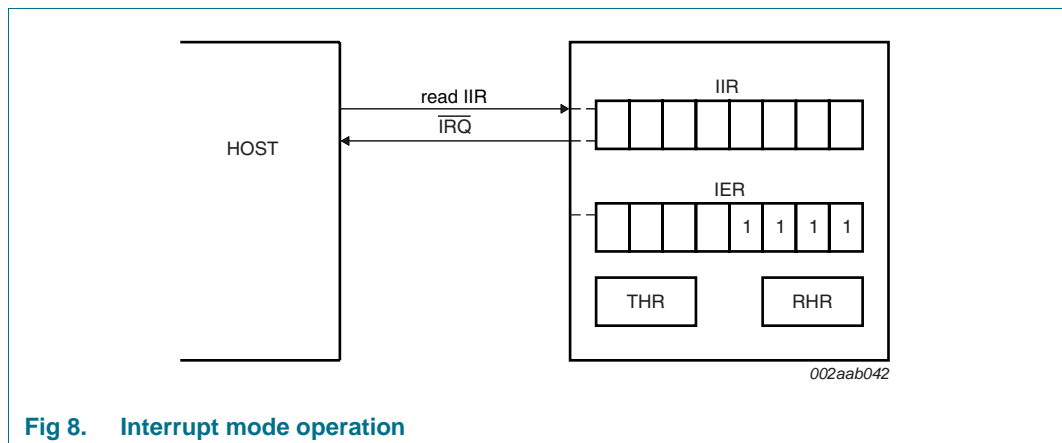 IIR
read IIR
IRQ
HOST
IER
1 1 1 1
THR RHR
002aab042
Fig 8. Interrupt mode operation